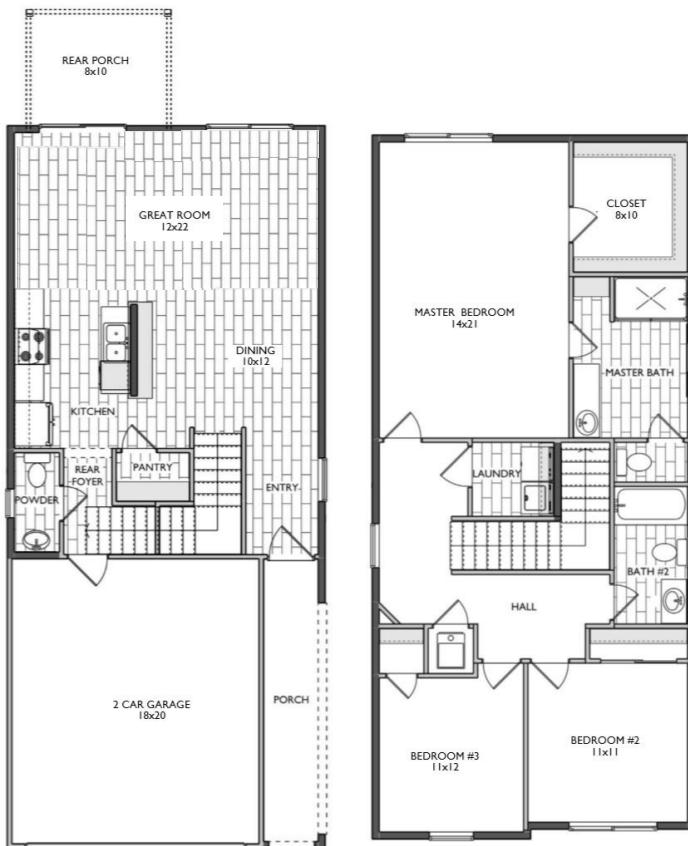 REAR PORCH
8x10
GREAT ROOM
12x22
DINING
10x12
KITCHEN
REAR
FOYER
PANTRY
POWDER
ENTRY
2 CAR GARAGE
18x20
PORCH
CLOSET
8x10
MASTER BEDROOM
14x21
MASTER BATH
LAUNDRY
BATH #2
HALL
BEDROOM #3
11x12
BEDROOM #2
11x11